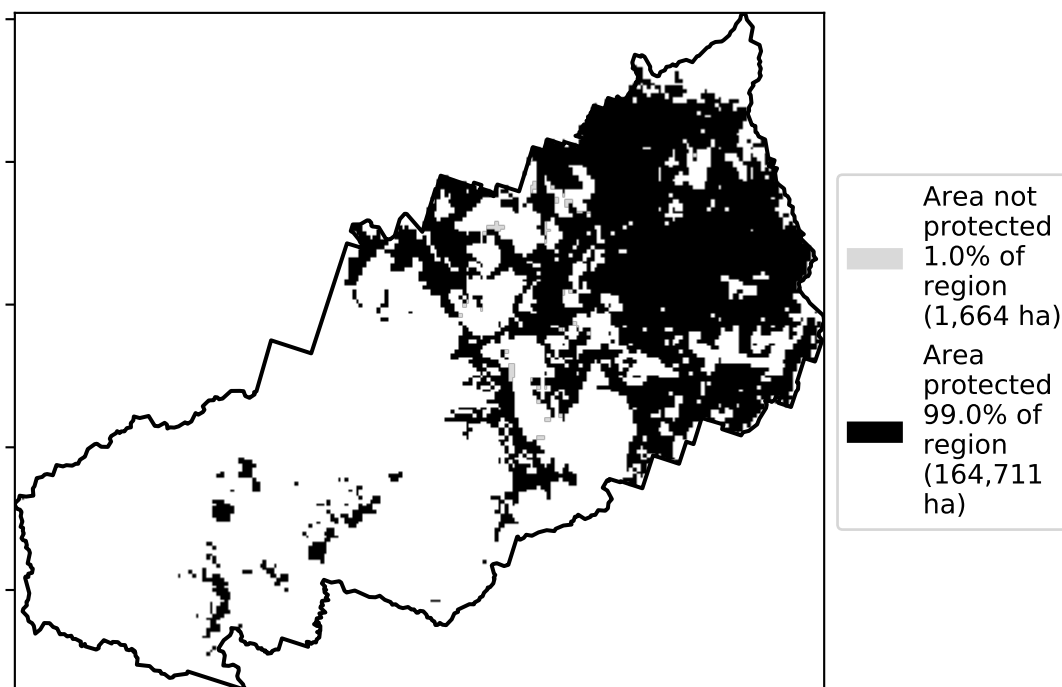 Area not
protected
1.0% of
region
(1,664 ha)
Area
protected
99.0% of
region
(164,711
ha)